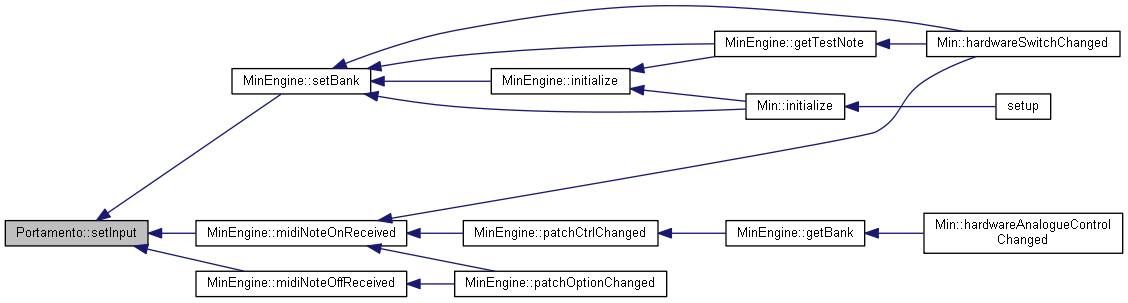 MinEngine::getTestNote
Min::hardwareSwitchChanged
MinEngine::setBank
MinEngine::initialize
Min::initialize
setup
Portamento::setInput
MinEngine::midiNoteOnReceived
MinEngine::patchCtrlChanged
MinEngine::getBank
Min::hardwareAnalogueControl
Changed
MinEngine::midiNoteOffReceived
MinEngine::patchOptionChanged